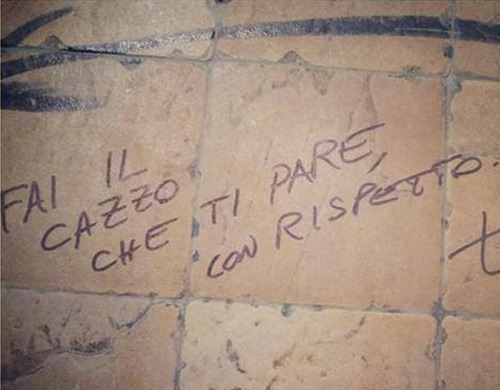 FAI IL
CAZZO
CHE TI PARE,
CON RISPETTO.